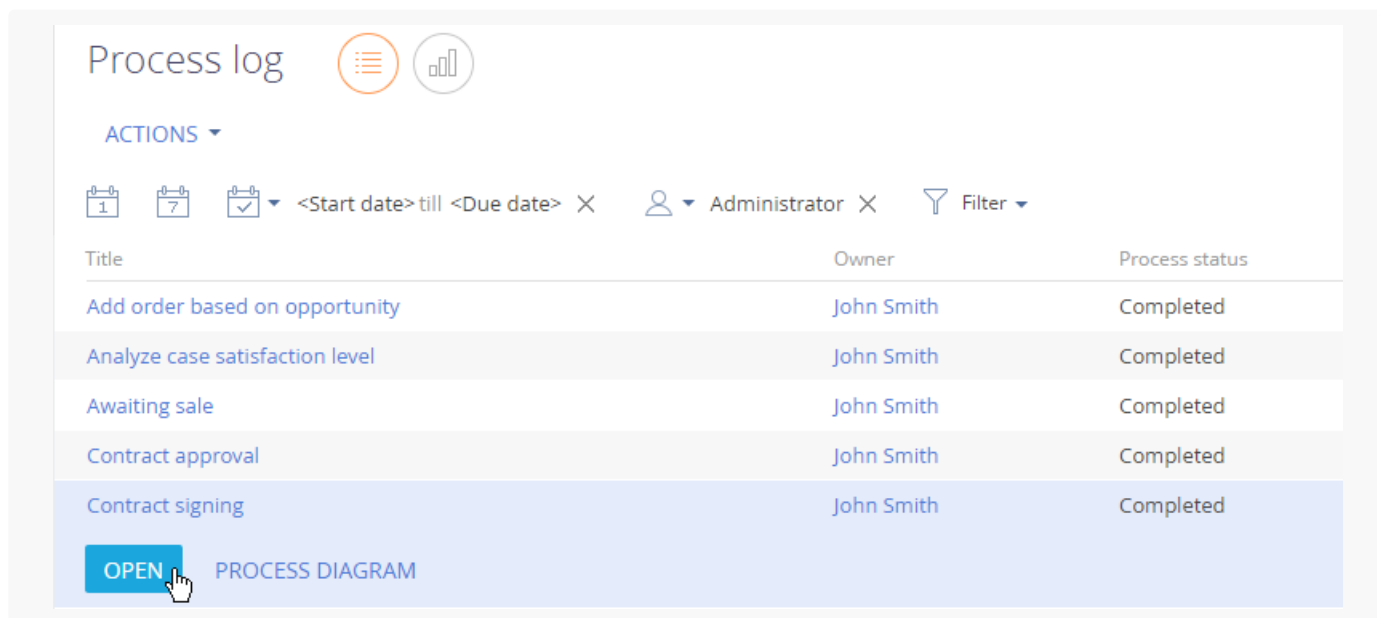 Process log
ACTIONS
1 7 <Start date> till <Due date> Administrator Filter
Title Owner Process status
Add order based on opportunity John Smith Completed
Analyze case satisfaction level John Smith Completed
Awaiting sale John Smith Completed
Contract approval John Smith Completed
Contract signing John Smith Completed
OPEN PROCESS DIAGRAM